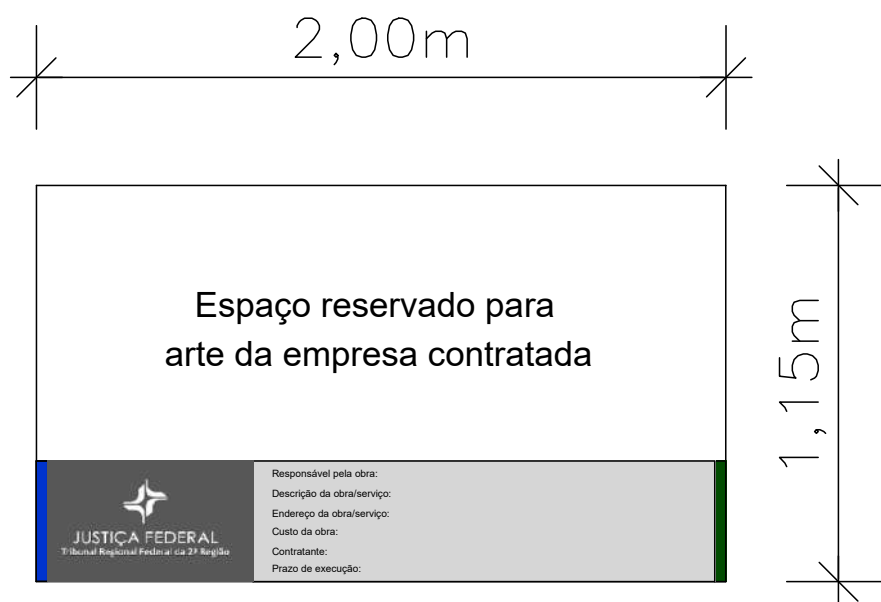 2,00m
Espaço reservado para
arte da empresa contratada
1,15m
JUSTIÇA FEDERAL
Tribunal Regional Federal da 2ª Região
Responsável pela obra:
Descrição da obra/serviço:
Endereço da obra/serviço:
Custo da obra:
Contratante:
Prazo de execução: